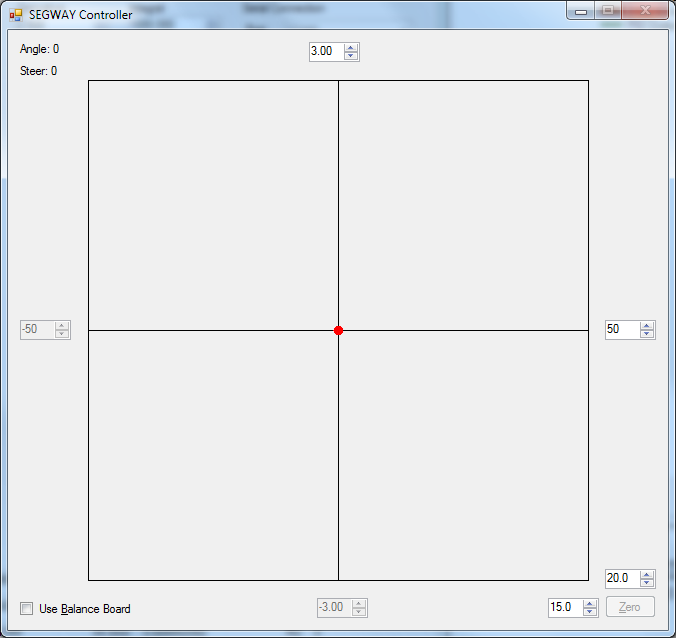 SEGWAY Controller
Angle: 0
3.00
Steer: 0
-50
50
20.0
Use Balance Board
-3.00
15.0
Zero